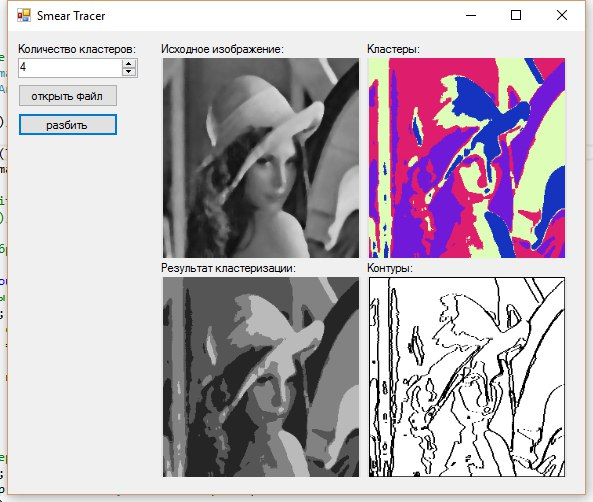 Smear Tracer
Количество кластеров:
Исходное изображение:
Кластеры:
4
открыть файл
разбить
Результат кластеризации:
Контуры: